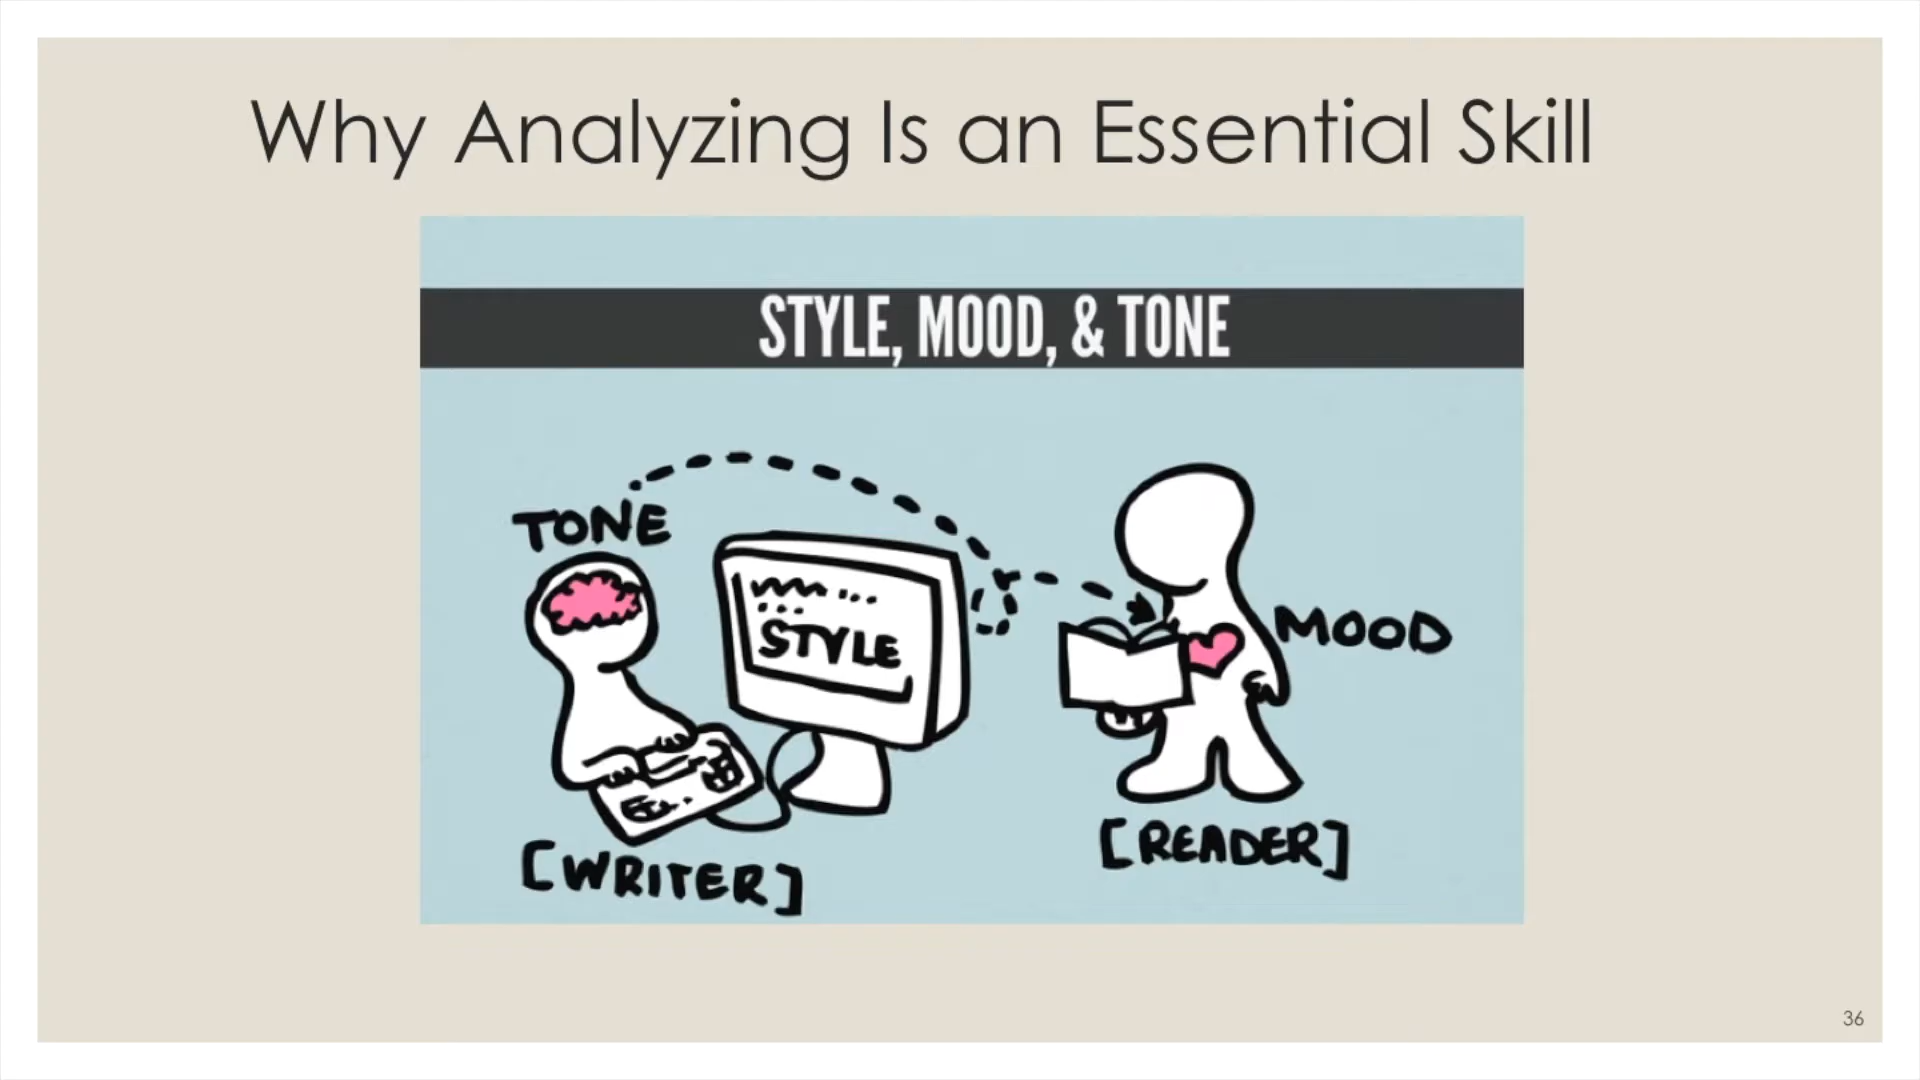 Why Analyzing Is an Essential Skill
STYLE, MOOD, & TONE
TONE
STYLE
MOOD
[WRITER]
[READER]
36